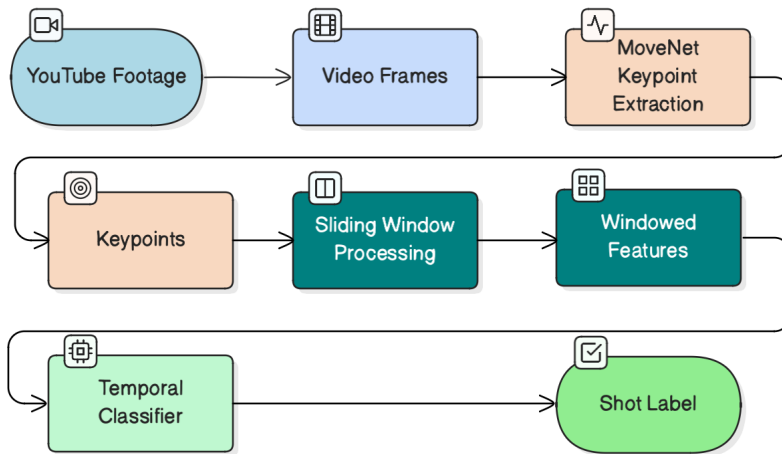 YouTube Footage
Video Frames
MoveNet
Keypoint
Extraction
Keypoints
Sliding Window
Processing
Windowed
Features
Temporal
Classifier
Shot Label